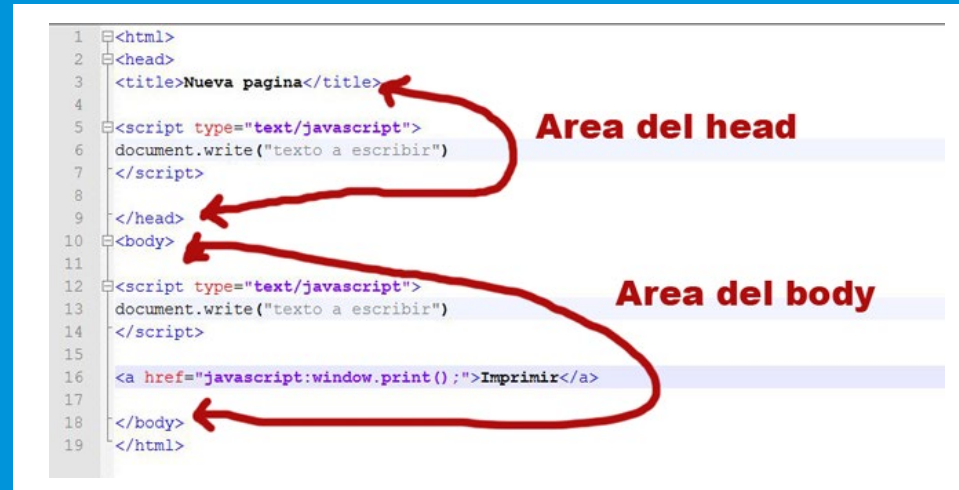 1 <html>
2 <head>
3 <title>Nueva pagina</title>
4
5 <script type="text/javascript">
Area del head
6 document.write("texto a escribir")
7 </script>
8
9 </head>
10 <body>
11
12 <script type="text/javascript">
Area del body
13 document.write("texto a escribir")
14 </script>
15
16 <a href="javascript:window.print();">Imprimir</a>
17
18 </body>
19 </html>